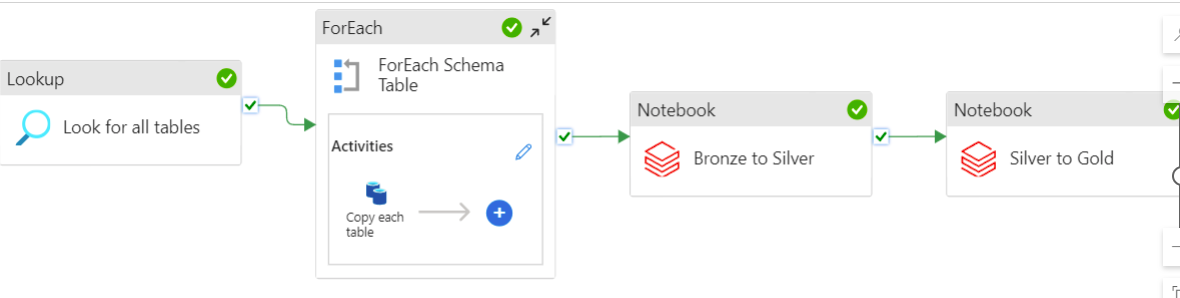 Lookup
Look for all tables
ForEach
ForEach Schema
Table
Activities
Copy each
table
Notebook
Bronze to Silver
Notebook
Silver to Gold